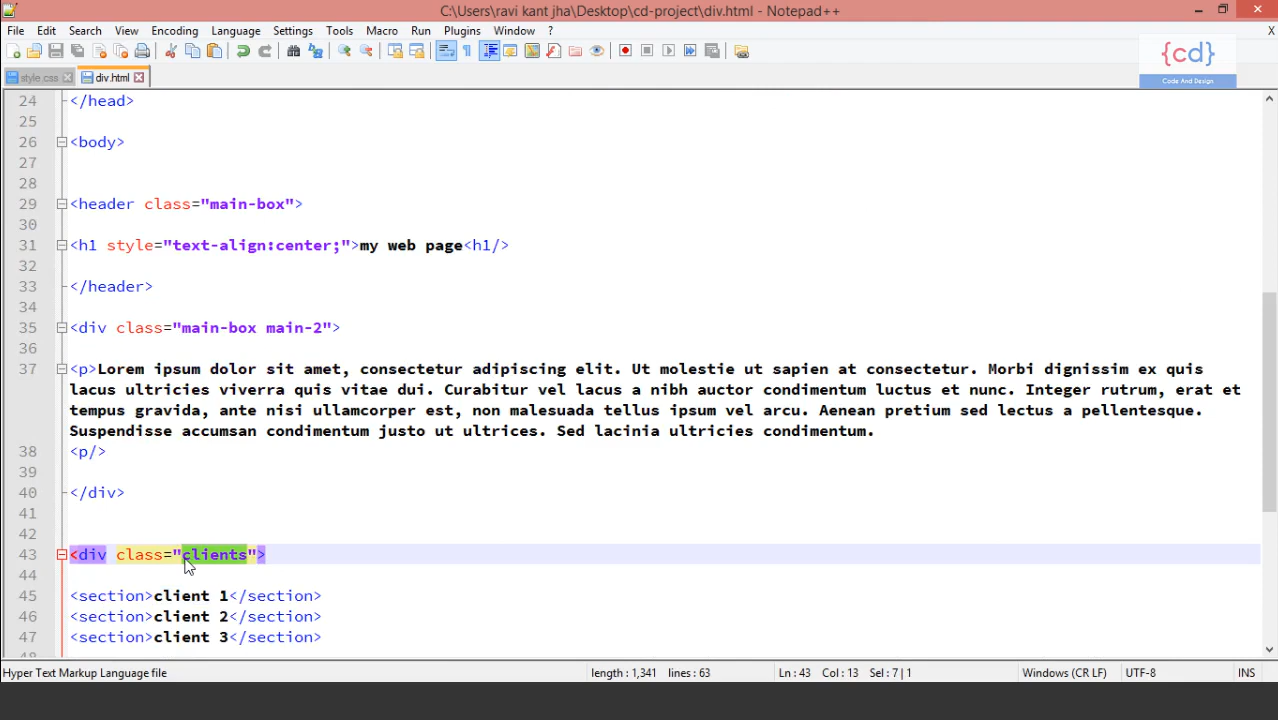 C:\Users\ravi kant jha\Desktop\cd-project\div.html - Notepad++
File Edit Search View Encoding Language Settings Tools Macro Run Plugins Window ? X
{cd}
Code And Design
style.css div.html
24 </head>
25
26 <body>
27
28
29 <header class="main-box">
30
31 <h1 style="text-align:center;">my web page<h1/>
32
33 </header>
34
35 <div class="main-box main-2">
36
37 <p>Lorem ipsum dolor sit amet, consectetur adipiscing elit. Ut molestie ut sapien at consectetur. Morbi dignissim ex quis
lacus ultricies viverra quis vitae dui. Curabitur vel lacus a nibh auctor condimentum luctus et nunc. Integer rutrum, erat et
tempus gravida, ante nisi ullamcorper est, non malesuada tellus ipsum vel arcu. Aenean pretium sed lectus a pellentesque.
Suspendisse accumsan condimentum justo ut ultrices. Sed lacinia ultricies condimentum.
38 <p/>
39
40 </div>
41
42
43 <div class="clients">
44
45 <section>client 1</section>
46 <section>client 2</section>
47 <section>client 3</section>
Hyper Text Markup Language file length : 1,341 lines : 63 Ln : 43 Col : 13 Sel : 7 | 1 Windows (CR LF) UTF-8 INS